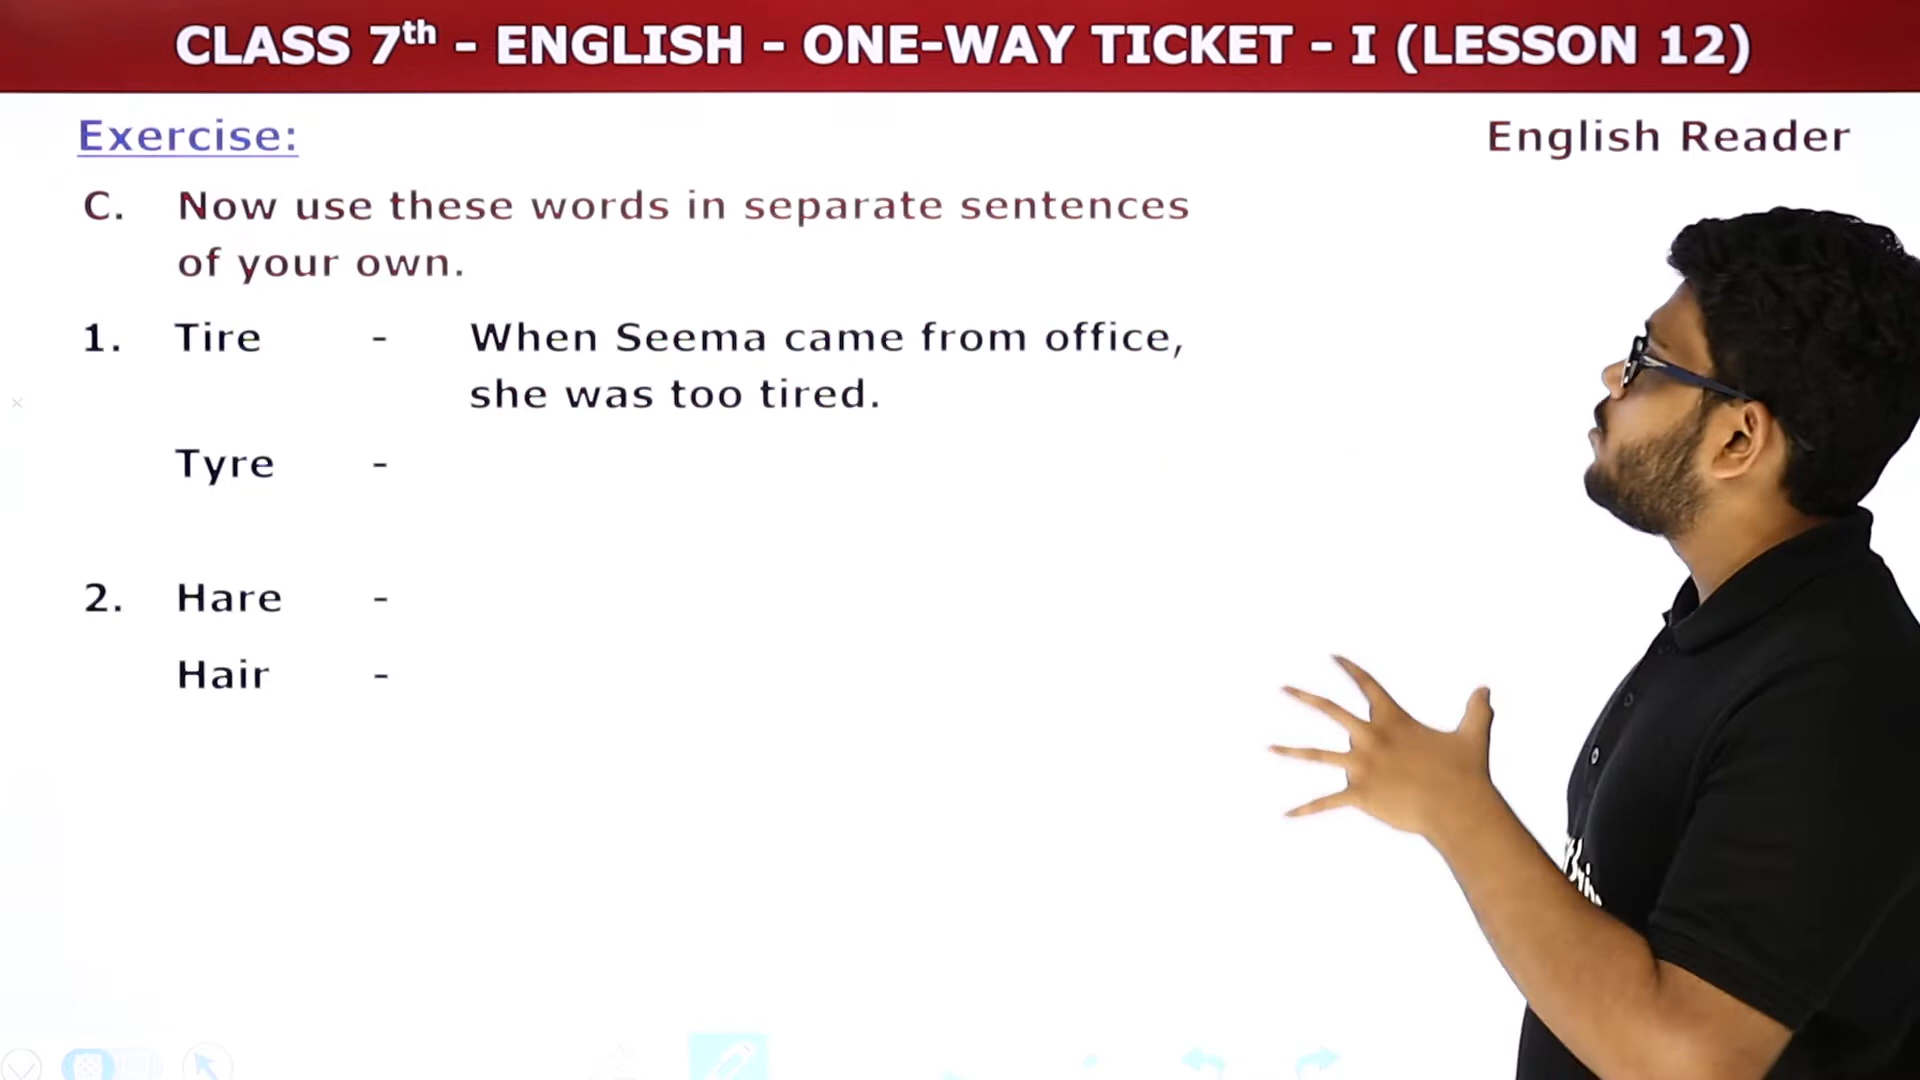 CLASS 7th - ENGLISH - ONE-WAY TICKET - I (LESSON 12)
Exercise:
English Reader
C. Now use these words in separate sentences
of your own.
1. Tire - When Seema came from office,
she was too tired.
Tyre -
2. Hare -
Hair -